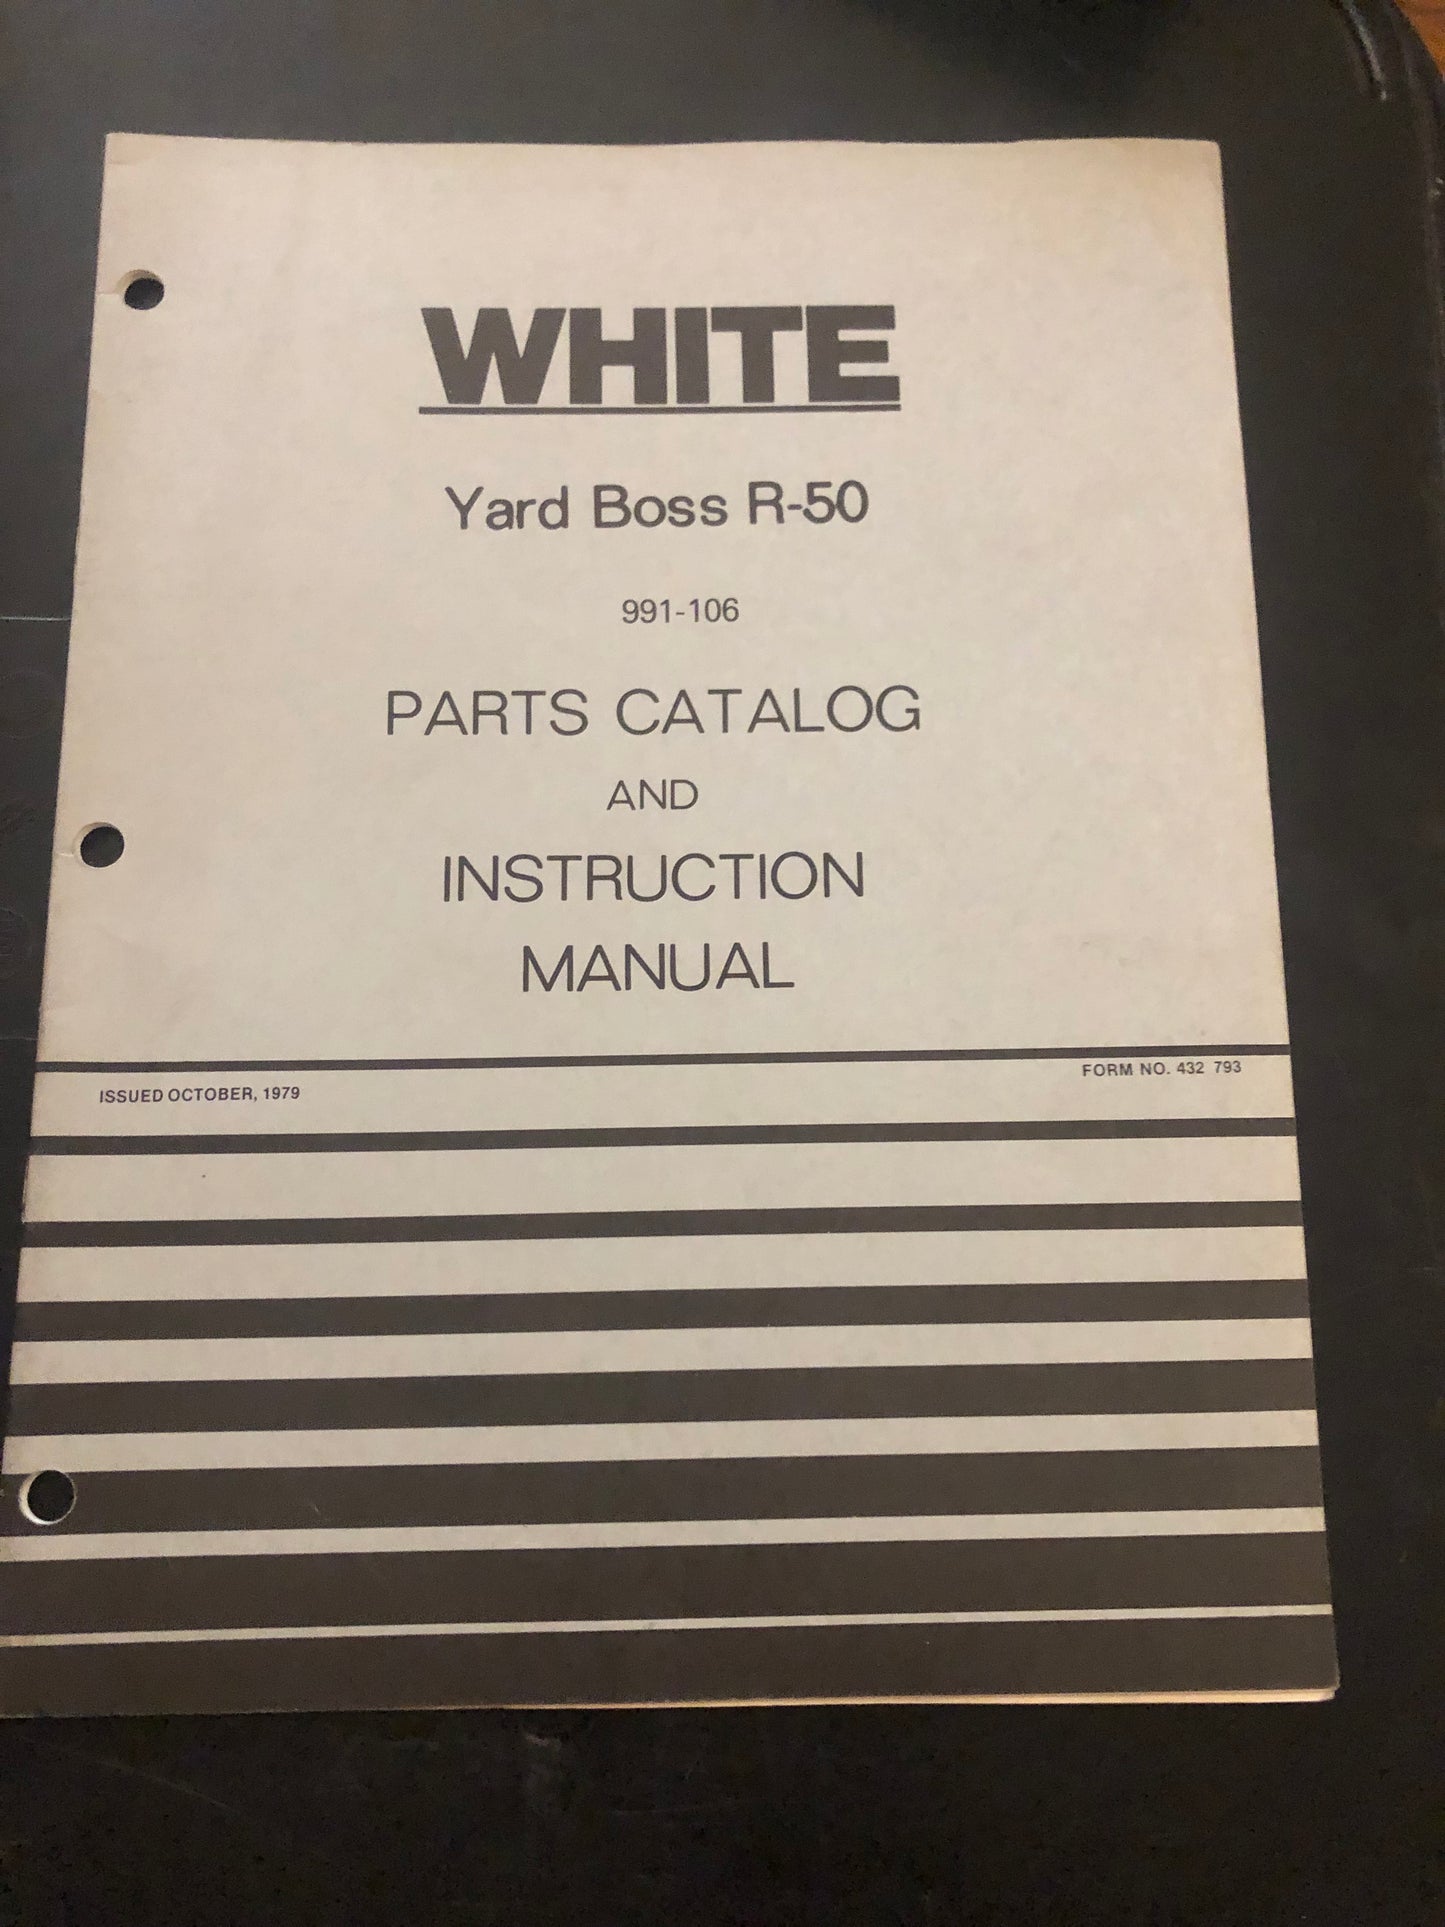 WHITE
Yard Boss R-50
991-106
PARTS CATALOG
AND
INSTRUCTION
MANUAL
FORM NO. 432 793
ISSUED OCTOBER, 1979